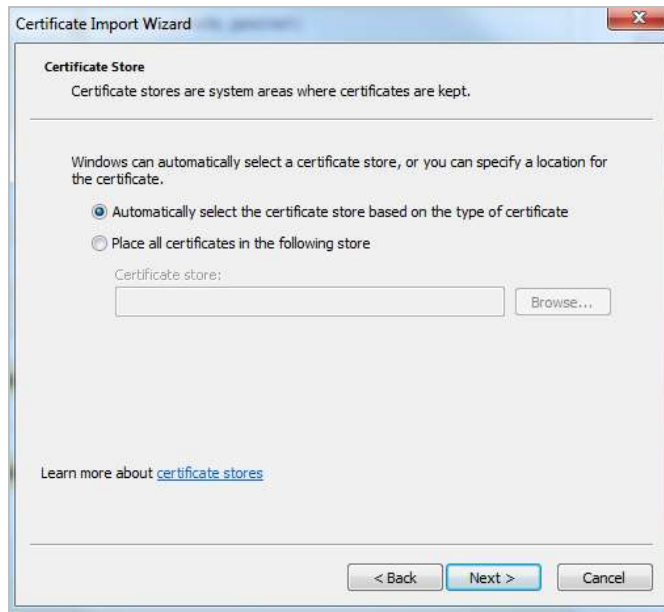 Certificate Import Wizard
Certificate Store
Certificate stores are system areas where certificates are kept.
Windows can automatically select a certificate store, or you can specify a location for
the certificate.
Automatically select the certificate store based on the type of certificate
Place all certificates in the following store
Certificate store:
Browse...
Learn more about certificate stores
< Back
Next >
Cancel